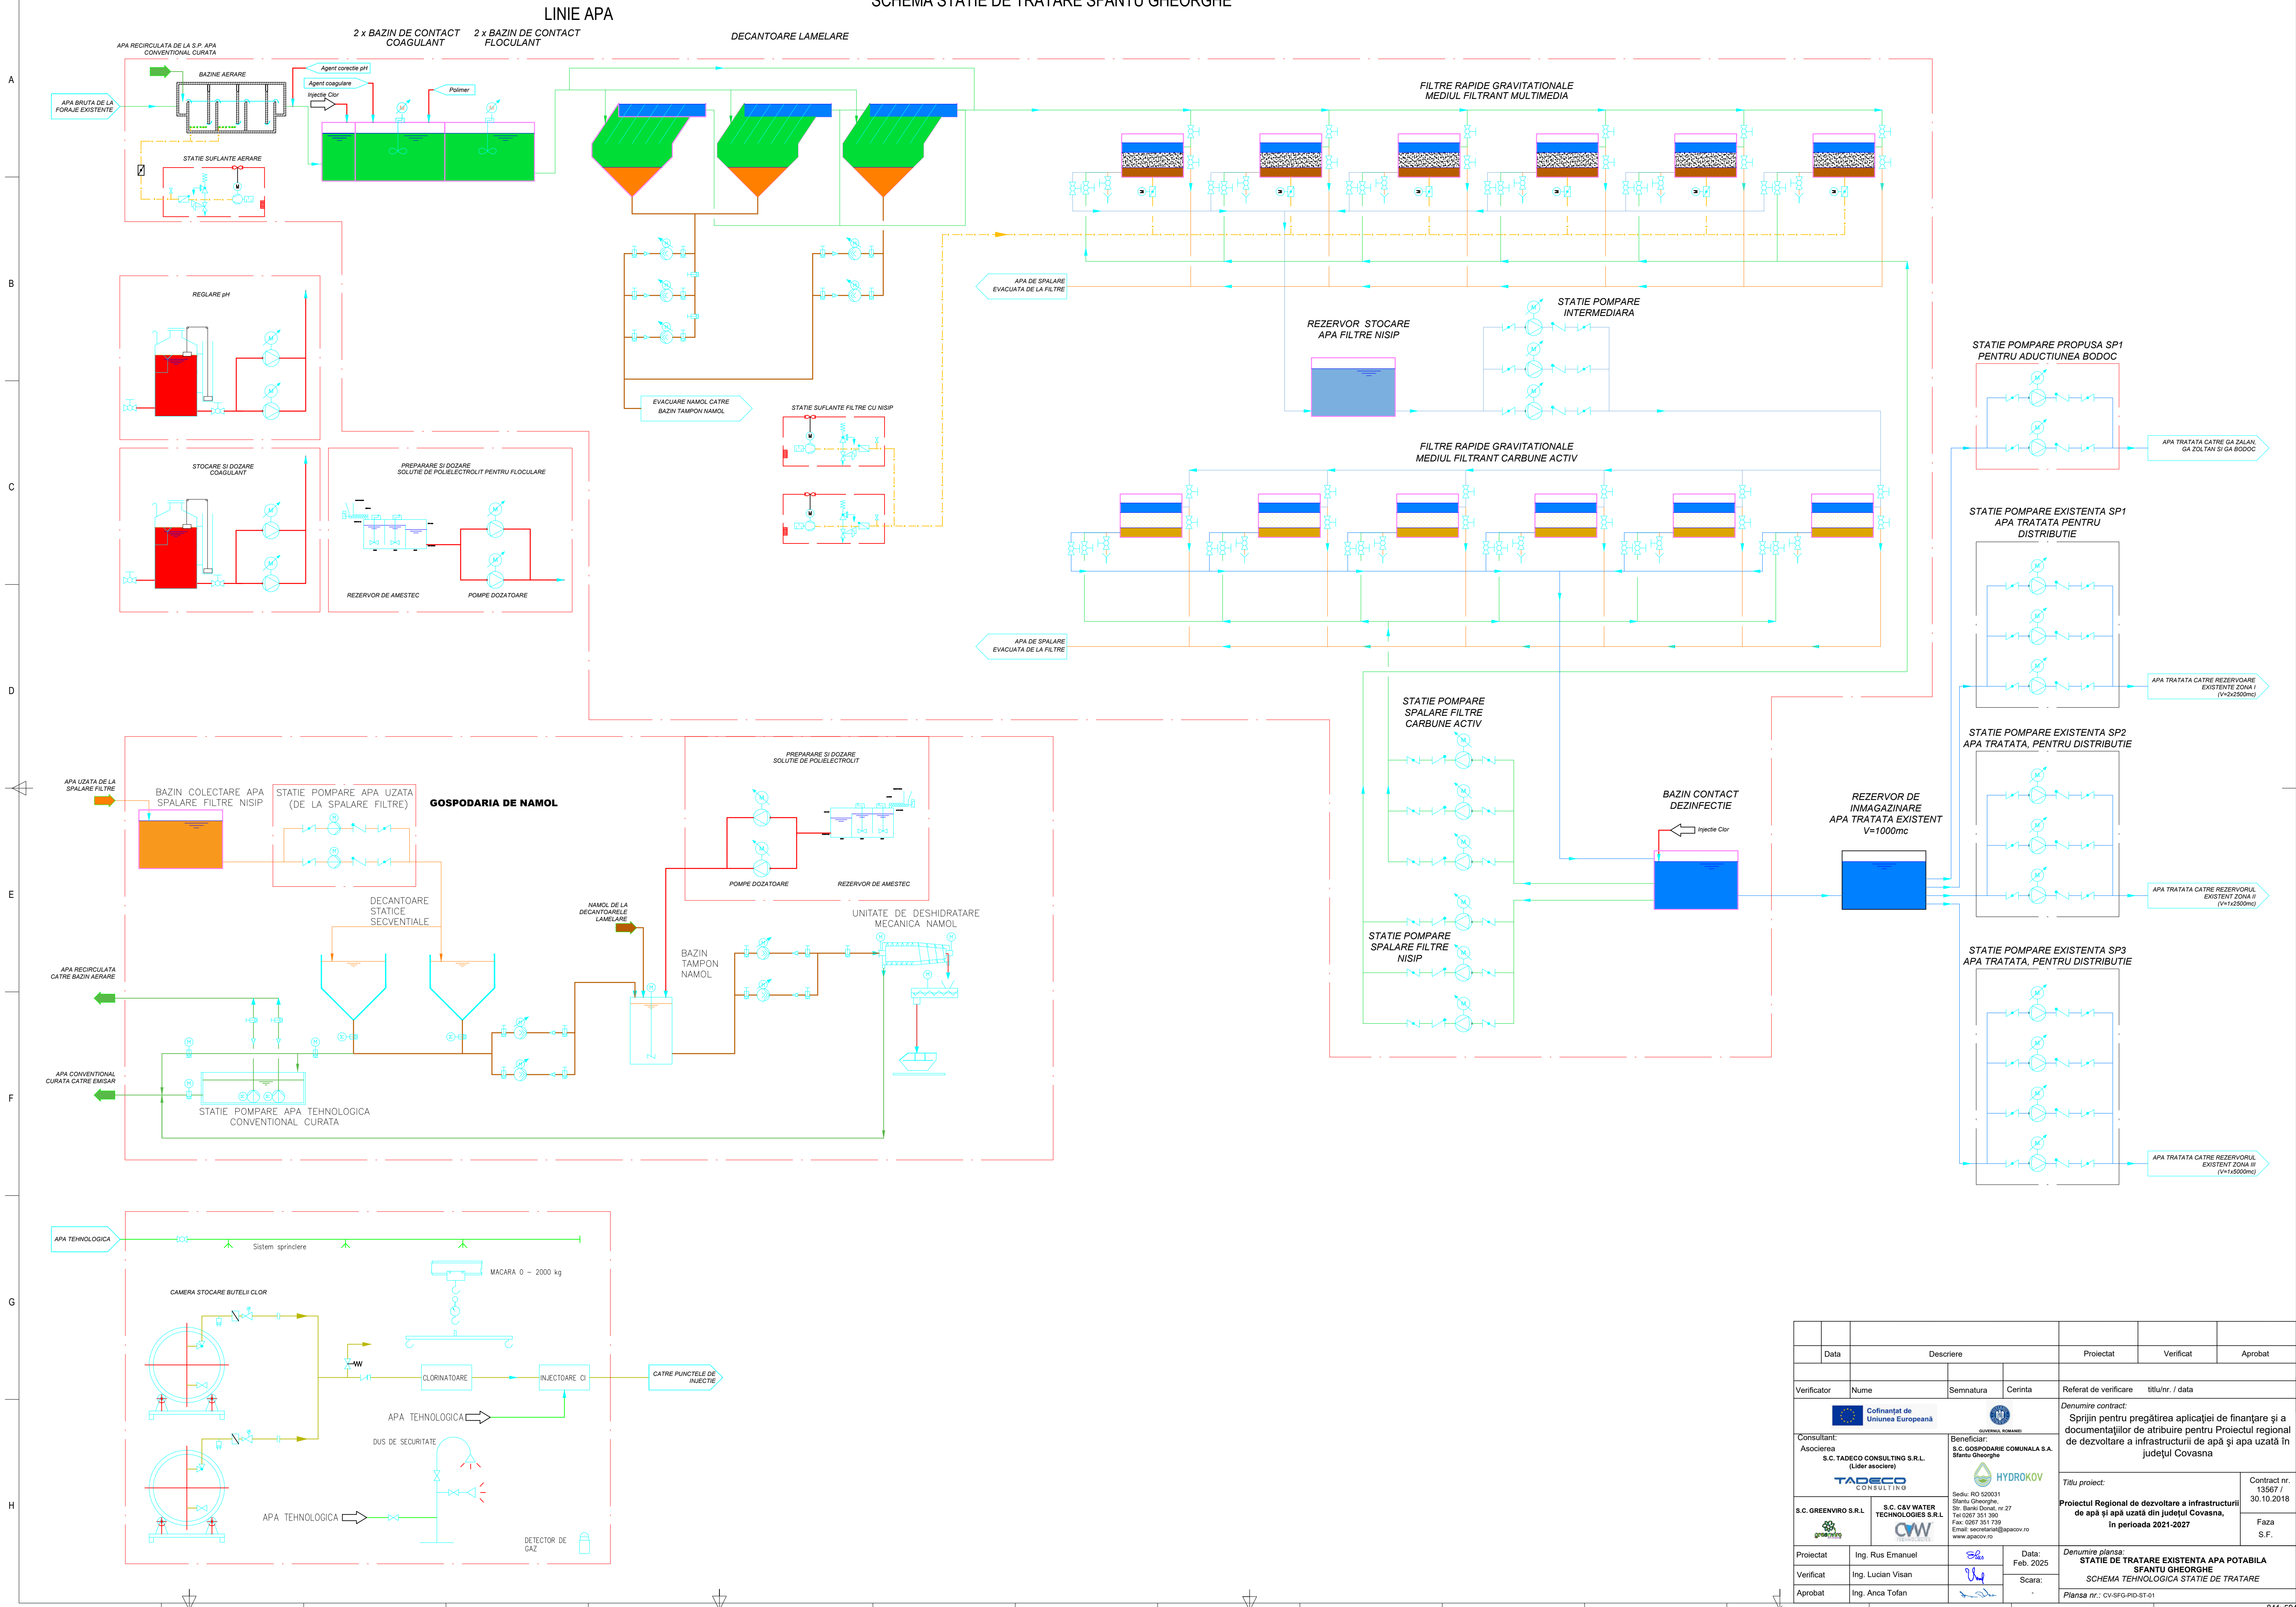 SCHEMA STATIE DE TRATARE SFANTU GHEORGHE
LINIE APA
2 x BAZIN DE CONTACT
COAGULANT
2 x BAZIN DE CONTACT
FLOCULANT
DECANTOARE LAMELARE
APA RECIRCULATA DE LA S.P. APA
CONVENTIONAL CURATA
BAZINE AERARE
Agent corectie pH
Agent coagulare
Injectie Clor
Polimer
APA BRUTA DE LA
FORAJE EXISTENTE
STATIE SUFLANTE AERARE
FILTRE RAPIDE GRAVITATIONALE
MEDIUL FILTRANT MULTIMEDIA
APA DE SPALARE
EVACUATA DE LA FILTRE
REGLARE pH
REZERVOR STOCARE
APA FILTRE NISIP
STATIE POMPARE
INTERMEDIARA
STATIE POMPARE PROPUSA SP1
PENTRU ADUCTIUNEA BODOC
EVACUARE NAMOL CATRE
BAZIN TAMPON NAMOL
STATIE SUFLANTE FILTRE CU NISIP
APA TRATATA CATRE GA ZALAN,
GA ZOLTAN SI GA BODOC
FILTRE RAPIDE GRAVITATIONALE
MEDIUL FILTRANT CARBUNE ACTIV
STOCARE SI DOZARE
COAGULANT
PREPARARE SI DOZARE
SOLUTIE DE POLIELECTROLIT PENTRU FLOCULARE
REZERVOR DE AMESTEC
POMPE DOZATOARE
STATIE POMPARE EXISTENTA SP1
APA TRATATA PENTRU
DISTRIBUTIE
APA DE SPALARE
EVACUATA DE LA FILTRE
APA TRATATA CATRE REZERVOARE
EXISTENTE ZONA I
(V=2x2500mc)
STATIE POMPARE
SPALARE FILTRE
CARBUNE ACTIV
STATIE POMPARE EXISTENTA SP2
APA TRATATA, PENTRU DISTRIBUTIE
PREPARARE SI DOZARE
SOLUTIE DE POLIELECTROLIT
APA UZATA DE LA
SPALARE FILTRE
BAZIN COLECTARE APA
SPALARE FILTRE NISIP
STATIE POMPARE APA UZATA
(DE LA SPALARE FILTRE)
GOSPODARIA DE NAMOL
BAZIN CONTACT
DEZINFECTIE
Injectie Clor
REZERVOR DE
INMAGAZINARE
APA TRATATA EXISTENT
V=1000mc
POMPE DOZATOARE
REZERVOR DE AMESTEC
APA TRATATA CATRE REZERVORUL
EXISTENT ZONA II
(V=1x2500mc)
DECANTOARE
STATICE
SECVENTIALE
NAMOL DE LA
DECANTOARELE
LAMELARE
UNITATE DE DESHIDRATARE
MECANICA NAMOL
BAZIN
TAMPON
NAMOL
STATIE POMPARE
SPALARE FILTRE
NISIP
STATIE POMPARE EXISTENTA SP3
APA TRATATA, PENTRU DISTRIBUTIE
APA RECIRCULATA
CATRE BAZIN AERARE
APA CONVENTIONAL
CURATA CATRE EMISAR
STATIE POMPARE APA TEHNOLOGICA
CONVENTIONAL CURATA
APA TRATATA CATRE REZERVORUL
EXISTENT ZONA III
(V=1x5000mc)
APA TEHNOLOGICA
Sistem sprinclere
MACARA 0 - 2000 kg
CAMERA STOCARE BUTELII CLOR
CLORINATOARE
INJECTOARE Cl
CATRE PUNCTELE DE
INJECTIE
APA TEHNOLOGICA
DUS DE SECURITATE
APA TEHNOLOGICA
DETECTOR DE
GAZ
A
B
C
D
E
F
G
H
Data Descriere Proiectat Verificat Aprobat
Verificator Nume Semnatura Cerinta Referat de verificare titlu/nr. / data
Cofinanțat de
Uniunea Europeană
GUVERNUL ROMANIEI
Denumire contract:
Sprijin pentru pregătirea aplicaţiei de finanţare şi a
documentaţiilor de atribuire pentru Proiectul regional
de dezvoltare a infrastructurii de apă şi apa uzată în
judeţul Covasna
Consultant:
Asocierea
S.C. TADECO CONSULTING S.R.L.
(Lider asociere)
TADECO
CONSULTING
S.C. GREENVIRO S.R.L
greenviro
S.C. C&V WATER
TECHNOLOGIES S.R.L
Beneficiar:
S.C. GOSPODARIE COMUNALA S.A.
Sfantu Gheorghe
HYDROKOV
Sediu: RO 520031
Sfantu Gheorghe,
Str. Banki Donat, nr.27
Tel 0267 351 390
Fax: 0267 351 739
Email: secretariat@apacov.ro
www.apacov.ro
Titlu proiect:
Proiectul Regional de dezvoltare a infrastructurii
de apă și apă uzată din județul Covasna,
în perioada 2021-2027
Contract nr.
13567 /
30.10.2018
Faza
S.F.
Proiectat Ing. Rus Emanuel
Verificat Ing. Lucian Visan
Aprobat Ing. Anca Tofan
Data:
Feb. 2025
Scara:
-
Denumire plansa:
STATIE DE TRATARE EXISTENTA APA POTABILA
SFANTU GHEORGHE
SCHEMA TEHNOLOGICA STATIE DE TRATARE
Plansa nr.: CV-SFG-PID-ST-01